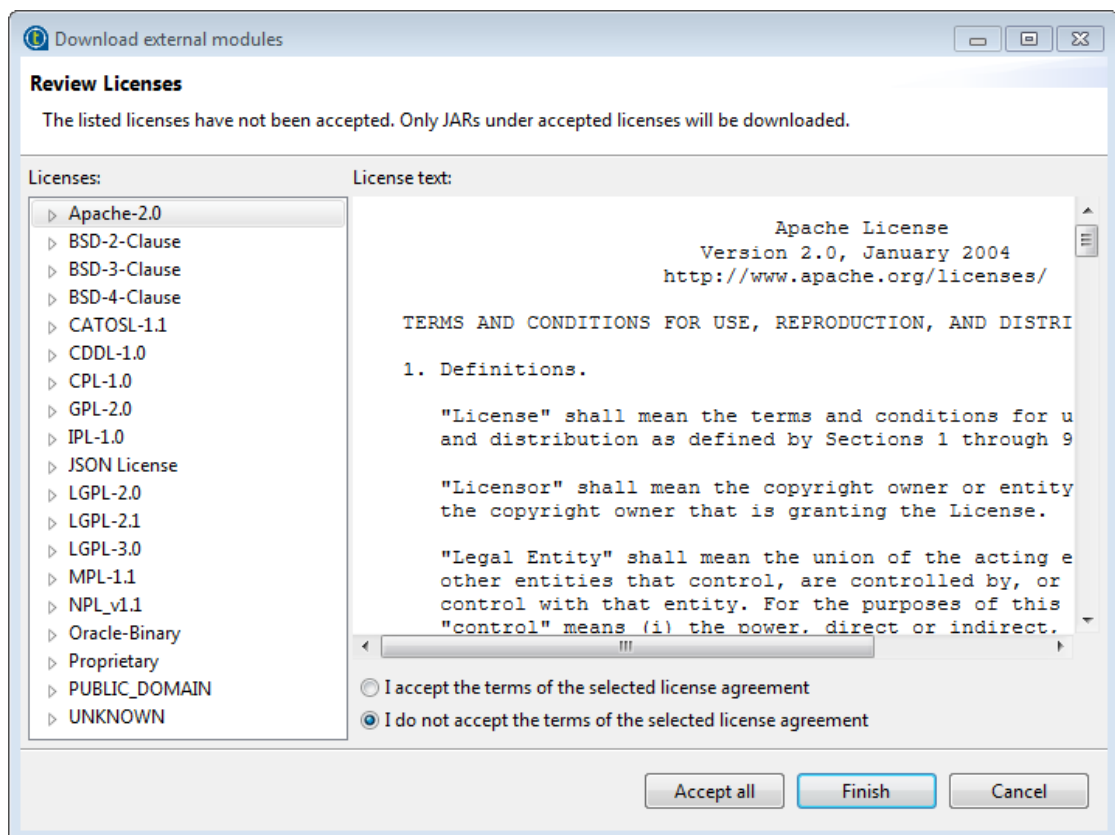 Download external modules
Review Licenses
The listed licenses have not been accepted. Only JARs under accepted licenses will be downloaded.
Licenses:
Apache-2.0
BSD-2-Clause
BSD-3-Clause
BSD-4-Clause
CATOSL-1.1
CDDL-1.0
CPL-1.0
GPL-2.0
IPL-1.0
JSON License
LGPL-2.0
LGPL-2.1
LGPL-3.0
MPL-1.1
NPL_v1.1
Oracle-Binary
Proprietary
PUBLIC_DOMAIN
UNKNOWN
License text:
Apache License
Version 2.0, January 2004
http://www.apache.org/licenses/
TERMS AND CONDITIONS FOR USE, REPRODUCTION, AND DISTRI
1. Definitions.
"License" shall mean the terms and conditions for u
and distribution as defined by Sections 1 through 9
"Licensor" shall mean the copyright owner or entity
the copyright owner that is granting the License.
"Legal Entity" shall mean the union of the acting e
other entities that control, are controlled by, or
control with that entity. For the purposes of this
"control" means (i) the power, direct or indirect,
I accept the terms of the selected license agreement
I do not accept the terms of the selected license agreement
Accept all
Finish
Cancel